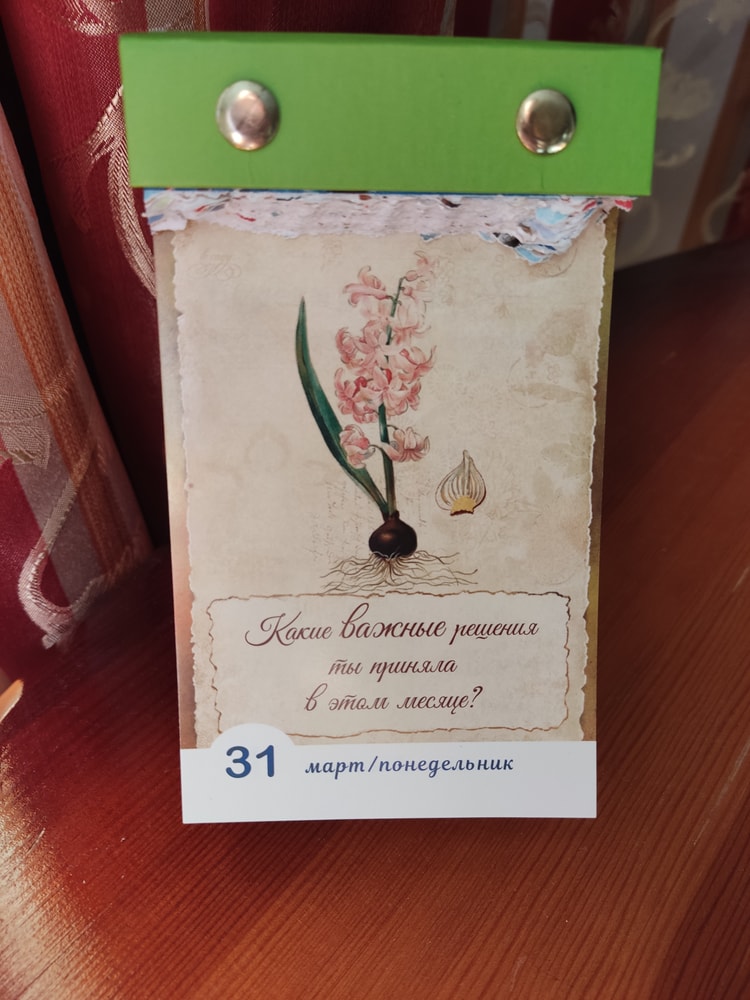 Какие важные решения
ты приняла
в этом месяце?
31 март/понедельник